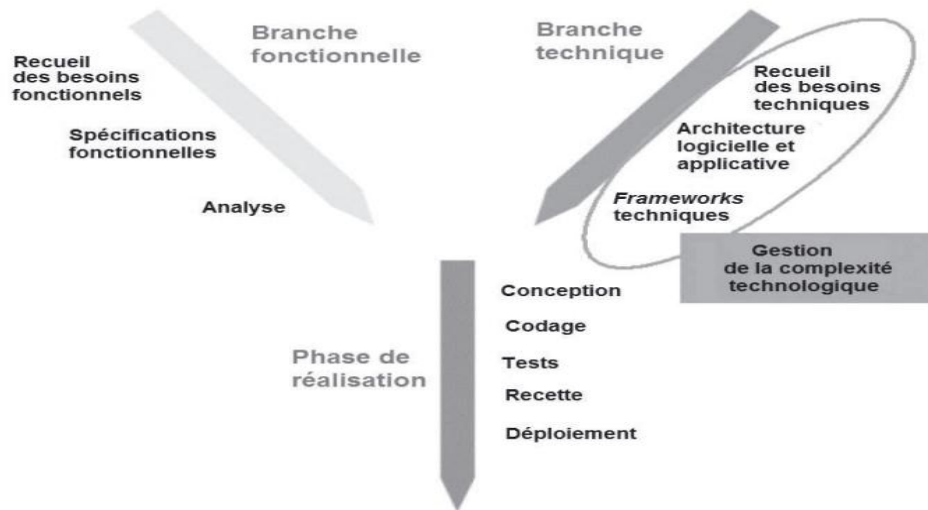 Branche
fonctionnelle
Recueil
des besoins
fonctionnels
Spécifications
fonctionnelles
Analyse
Branche
technique
Recueil
des besoins
techniques
Architecture
logicielle et
applicative
Frameworks
techniques
Gestion
de la complexité
technologique
Phase de
réalisation
Conception
Codage
Tests
Recette
Déploiement